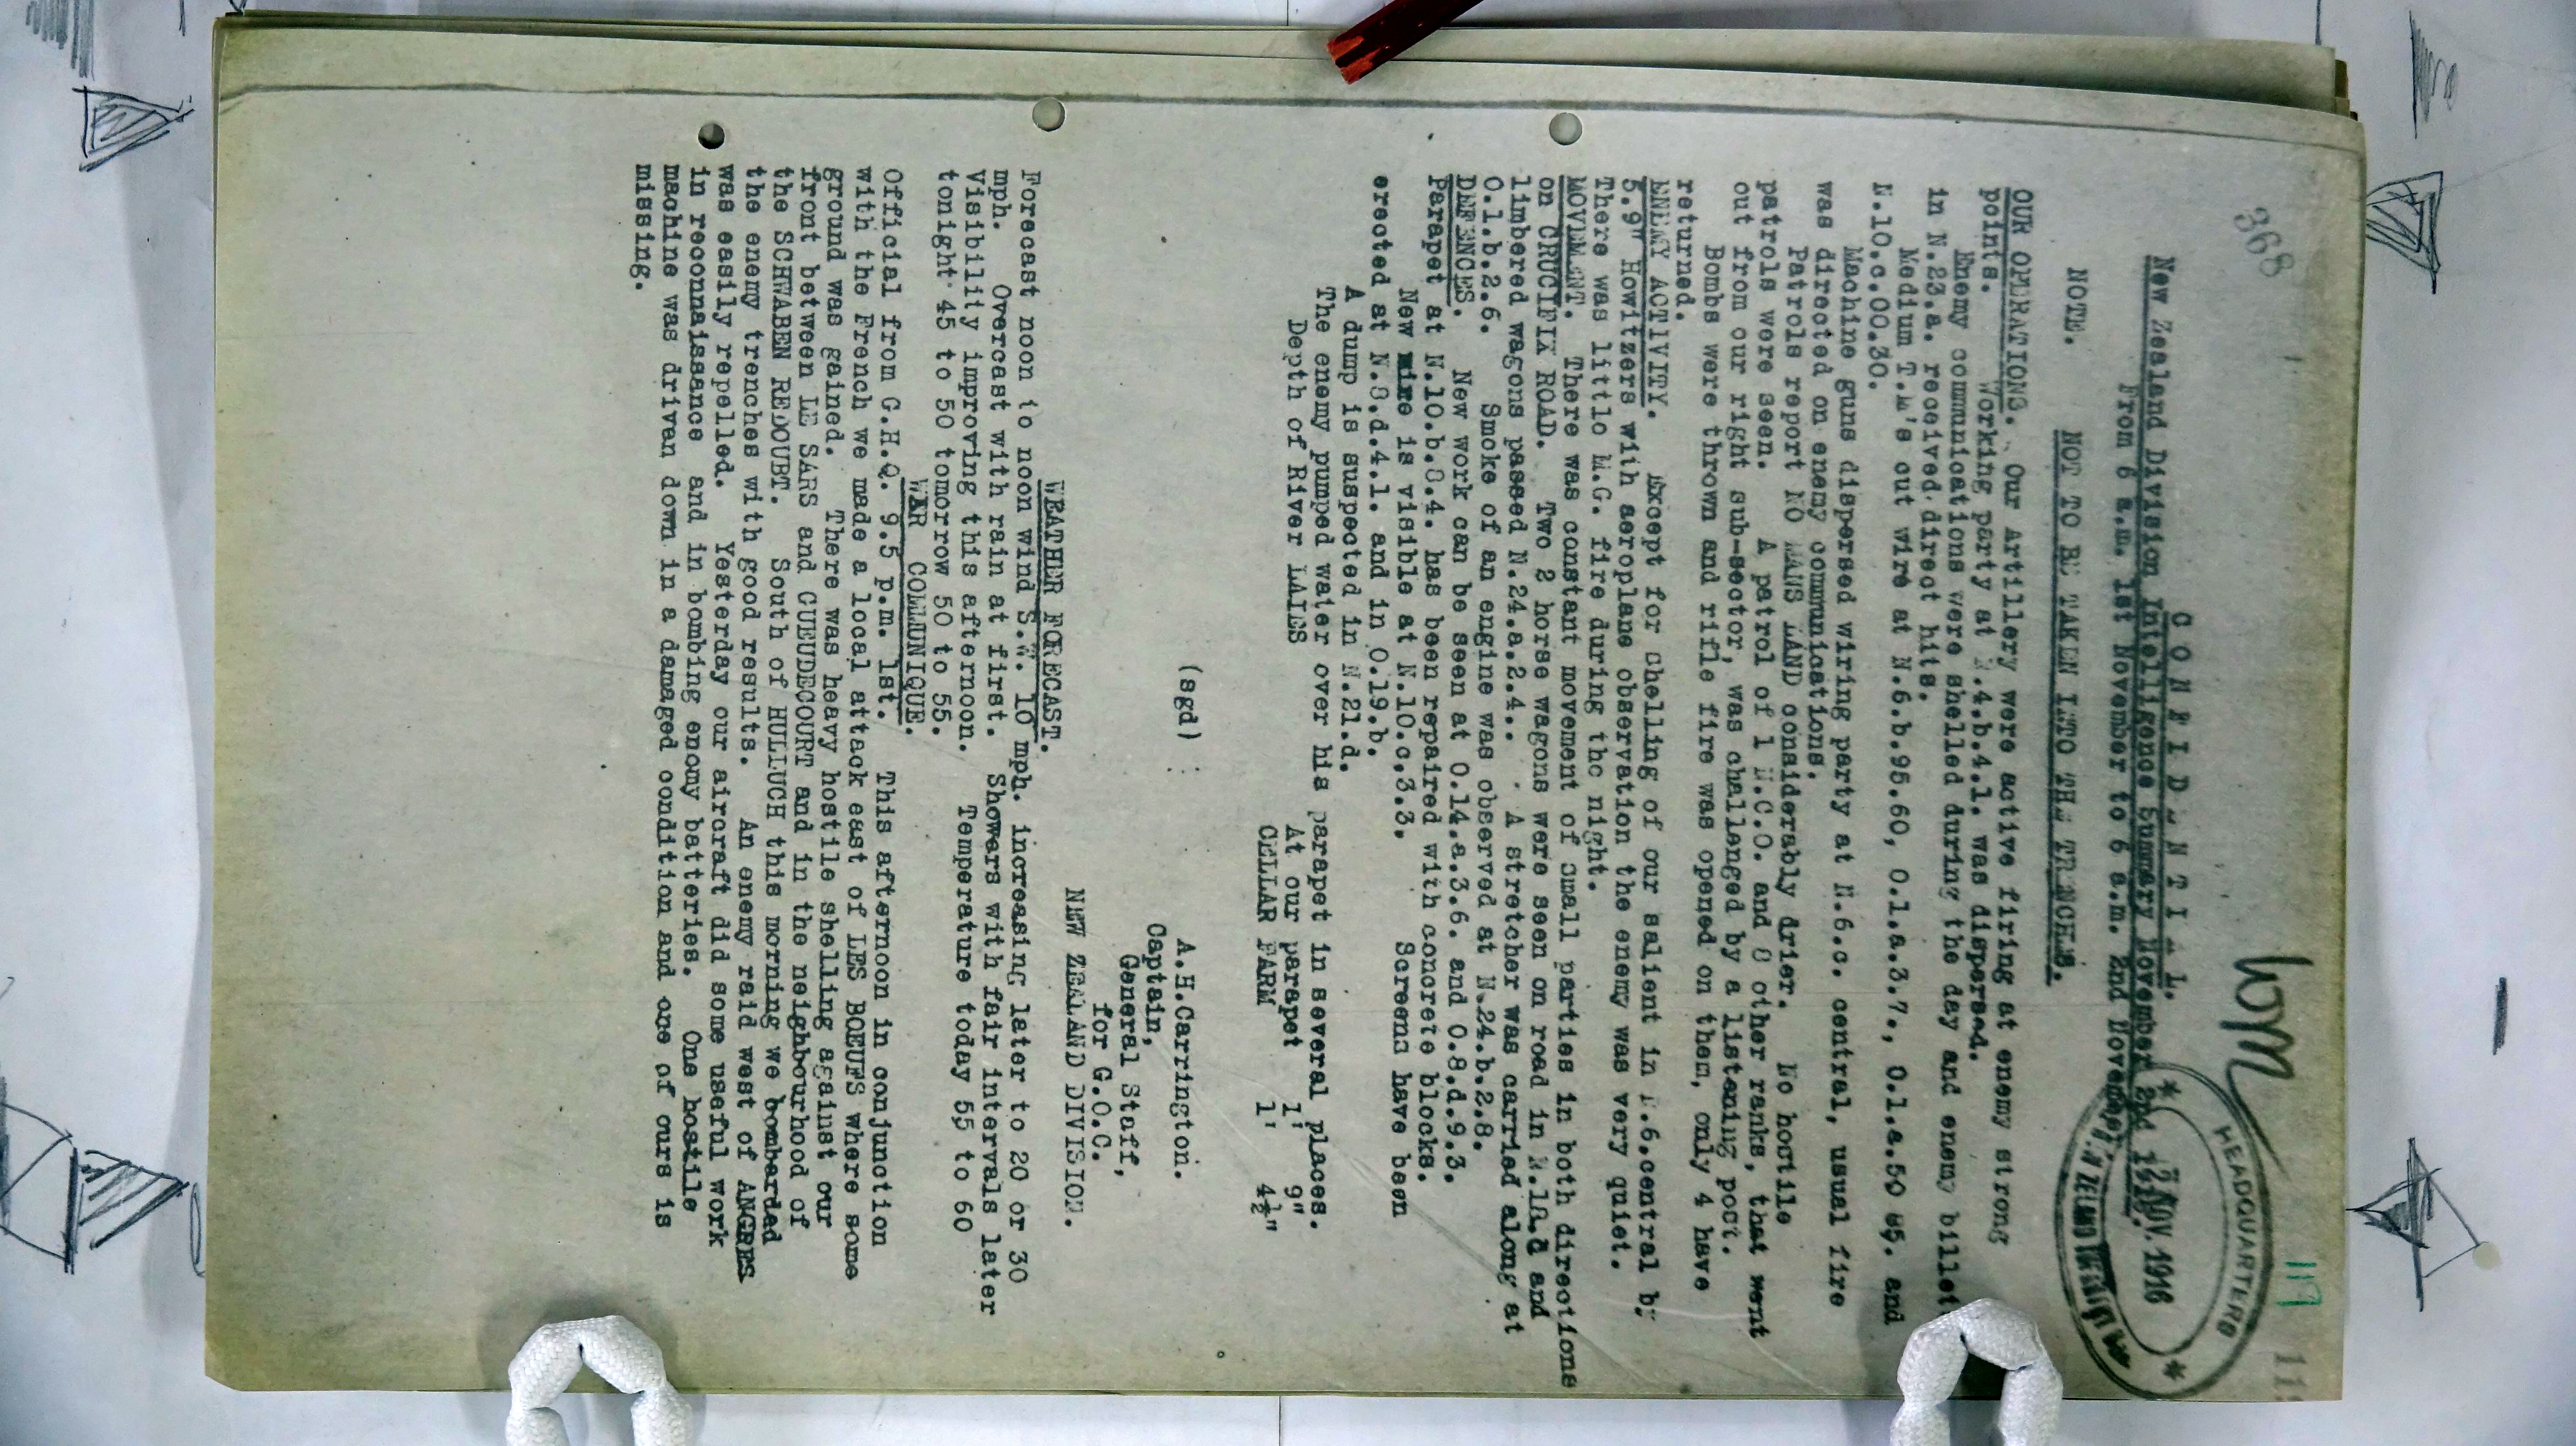 368
117
119
HEADQUARTERS
2 NOV. 1916
C O N F I D E N T I A L.
New Zealand Division Intelligence Summary November 2nd 1916.
From 6 a.m. 1st November to 6 a.m. 2nd November.
NOTE. NOT TO BE TAKEN INTO THE TRENCHES.
OUR OPERATIONS. Our Artillery were active firing at enemy strong
points. Working party at N.4.b.4.1. was dispersed.
Enemy communications were shelled during the day and enemy billet
in N.23.a. received direct hits.
Medium T.M's cut wire at N.6.b.95.60, O.1.a.3.7., O.1.a.50 and
N.10.c.00.30.
Machine guns dispersed wiring party at N.6.c. central, usual fire
was directed on enemy communications.
Patrols report NO MANS LAND considerably drier. No hostile
patrols were seen. A patrol of 1 N.C.O. and 8 other ranks, that went
out from our right sub-sector, was challenged by a listening post.
Bombs were thrown and rifle fire was opened on them, only 4 have
returned.
ENEMY ACTIVITY. Except for shelling of our salient in N.6.central by
5.9" Howitzers with aeroplane observation the enemy was very quiet.
There was little M.G. fire during the night.
MOVEMENT. There was constant movement of small parties in both directions
on CRUCIFIX ROAD. Two 2 horse wagons were seen on road in and
limbered wagons passed N.24.a.2.4.. A stretcher was carried along at
O.1.b.2.6. Smoke of an engine was observed at N.24.b.2.8.
DEFENCES. New work can be seen at O.14.a.3.6. and O.8.d.9.3.
Parapet at N.10.b.8.4. has been repaired with concrete blocks.
New wire is visible at N.10.c.3.3. Screens have been
erected at N.8.d.4.1. and in O.19.b.
A dump is suspected in N.21.d.
The enemy pumped water over his parapet in several places.
Depth of River LAIES At our parapet 1' 9"
CELLAR FARM 1' 4½"
(sgd) A.H.Carrington.
Captain,
General Staff,
for G.O.C.
NEW ZEALAND DIVISION.
WEATHER FORECAST.
Forecast noon to noon wind S.W. 10 mph. increasing later to 20 or 30
mph. Overcast with rain at first. Showers with fair intervals later
Visibility improving this afternoon. Temperature today 55 to 60
tonight 45 to 50 tomorrow 50 to 55.
WAR COMMUNIQUE.
Official from G.H.Q. 9.5 p.m. 1st. This afternoon in conjunction
with the French we made a local attack east of LES BOEUFS where some
ground was gained. There was heavy hostile shelling against our
front between LE SARS and GUEUDECOURT and in the neighbourhood of
the SCHWABEN REDOUBT. South of HULLUCH this morning we bombarded
the enemy trenches with good results. An enemy raid west of ANGRES
was easily repelled. Yesterday our aircraft did some useful work
in reconnaissance and in bombing enemy batteries. One hostile
machine was driven down in a damaged condition and one of ours is
missing.